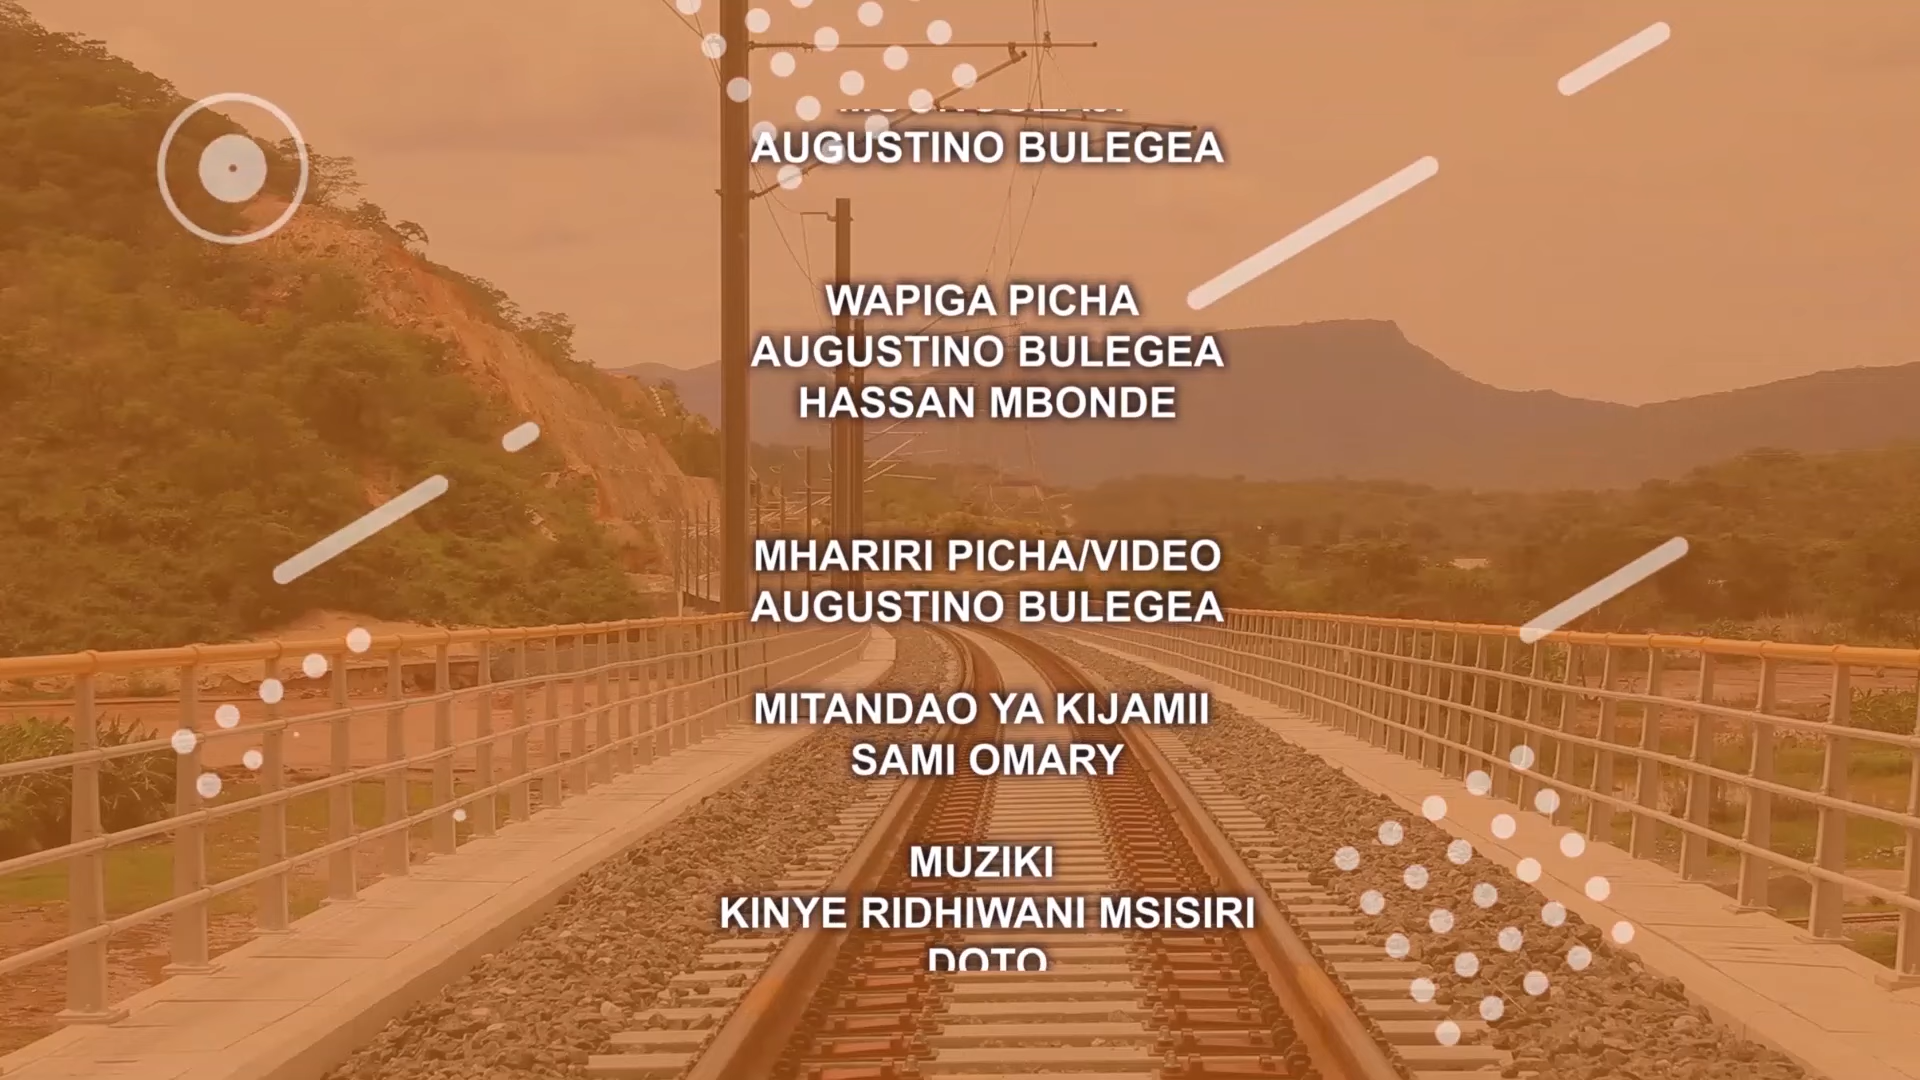 AUGUSTINO BULEGEA
WAPIGA PICHA
AUGUSTINO BULEGEA
HASSAN MBONDE
MHARIRI PICHA/VIDEO
AUGUSTINO BULEGEA
MITANDAO YA KIJAMII
SAMI OMARY
MUZIKI
KINYE RIDHIWANI MSISIRI
DOTO